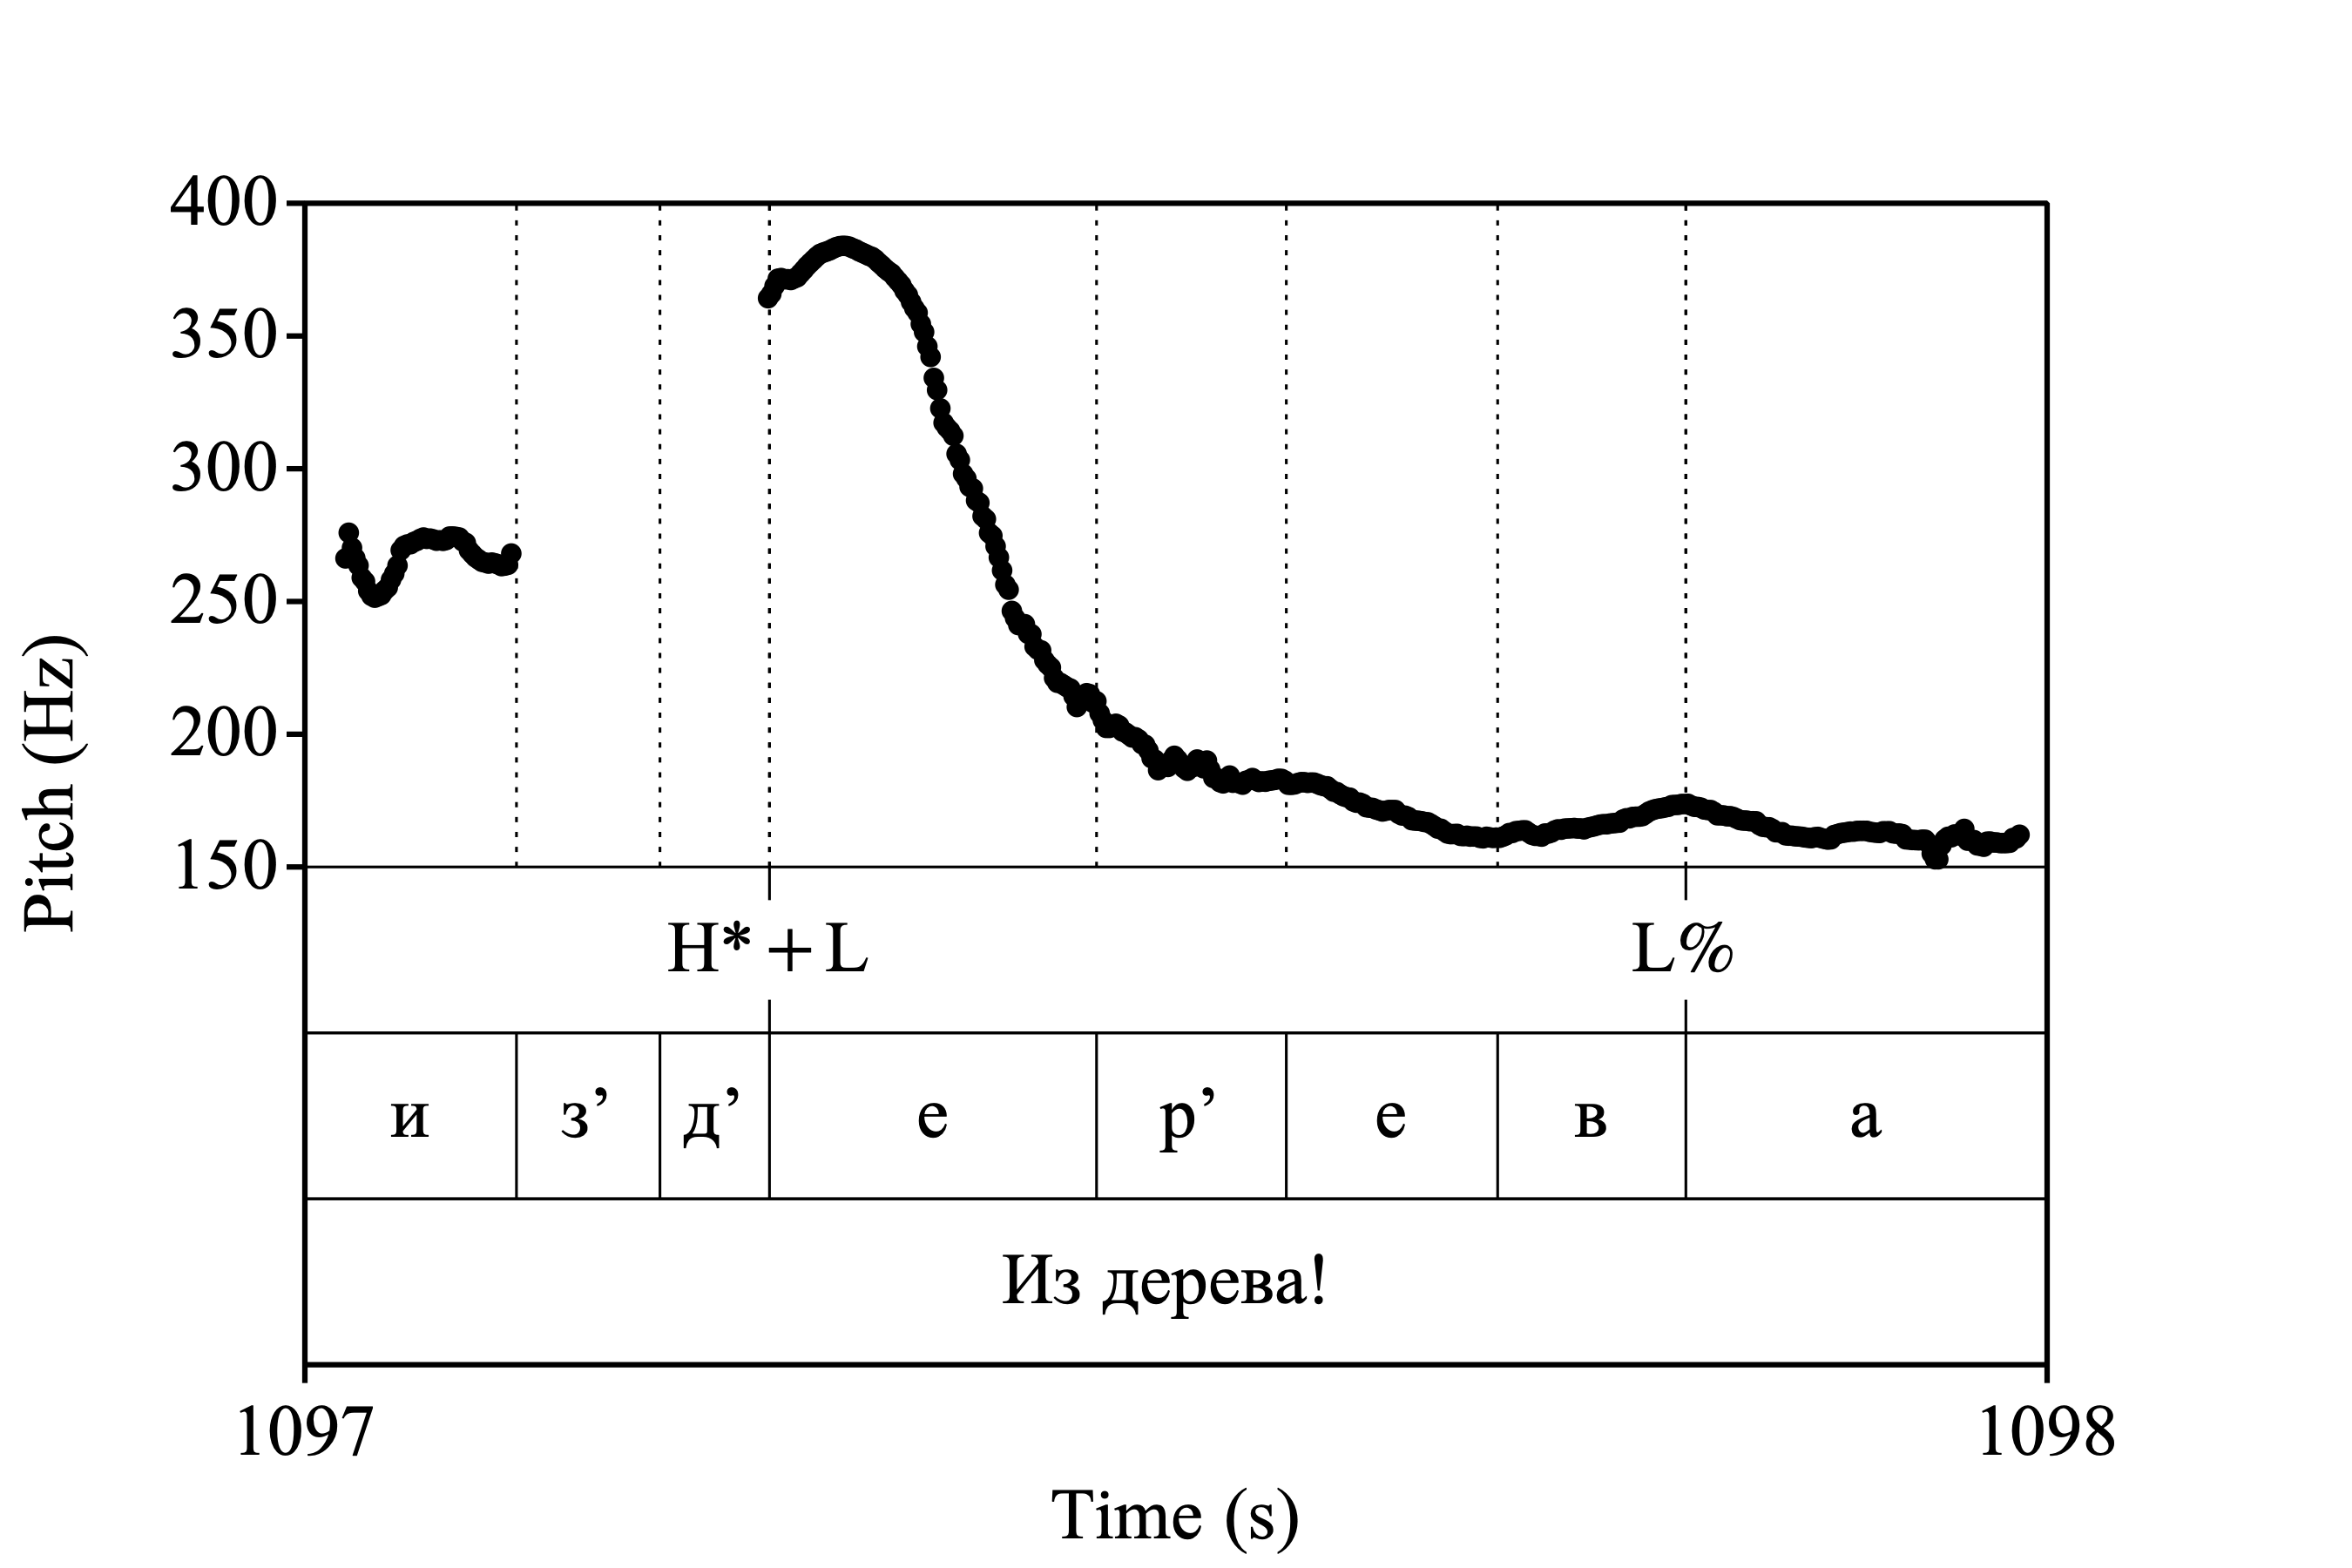 400
350
300
250
200
150
Pitch (Hz)
H*+L L%
и з’ д’ е р’ е в а
Из дерева!
1097 1098
Time (s)